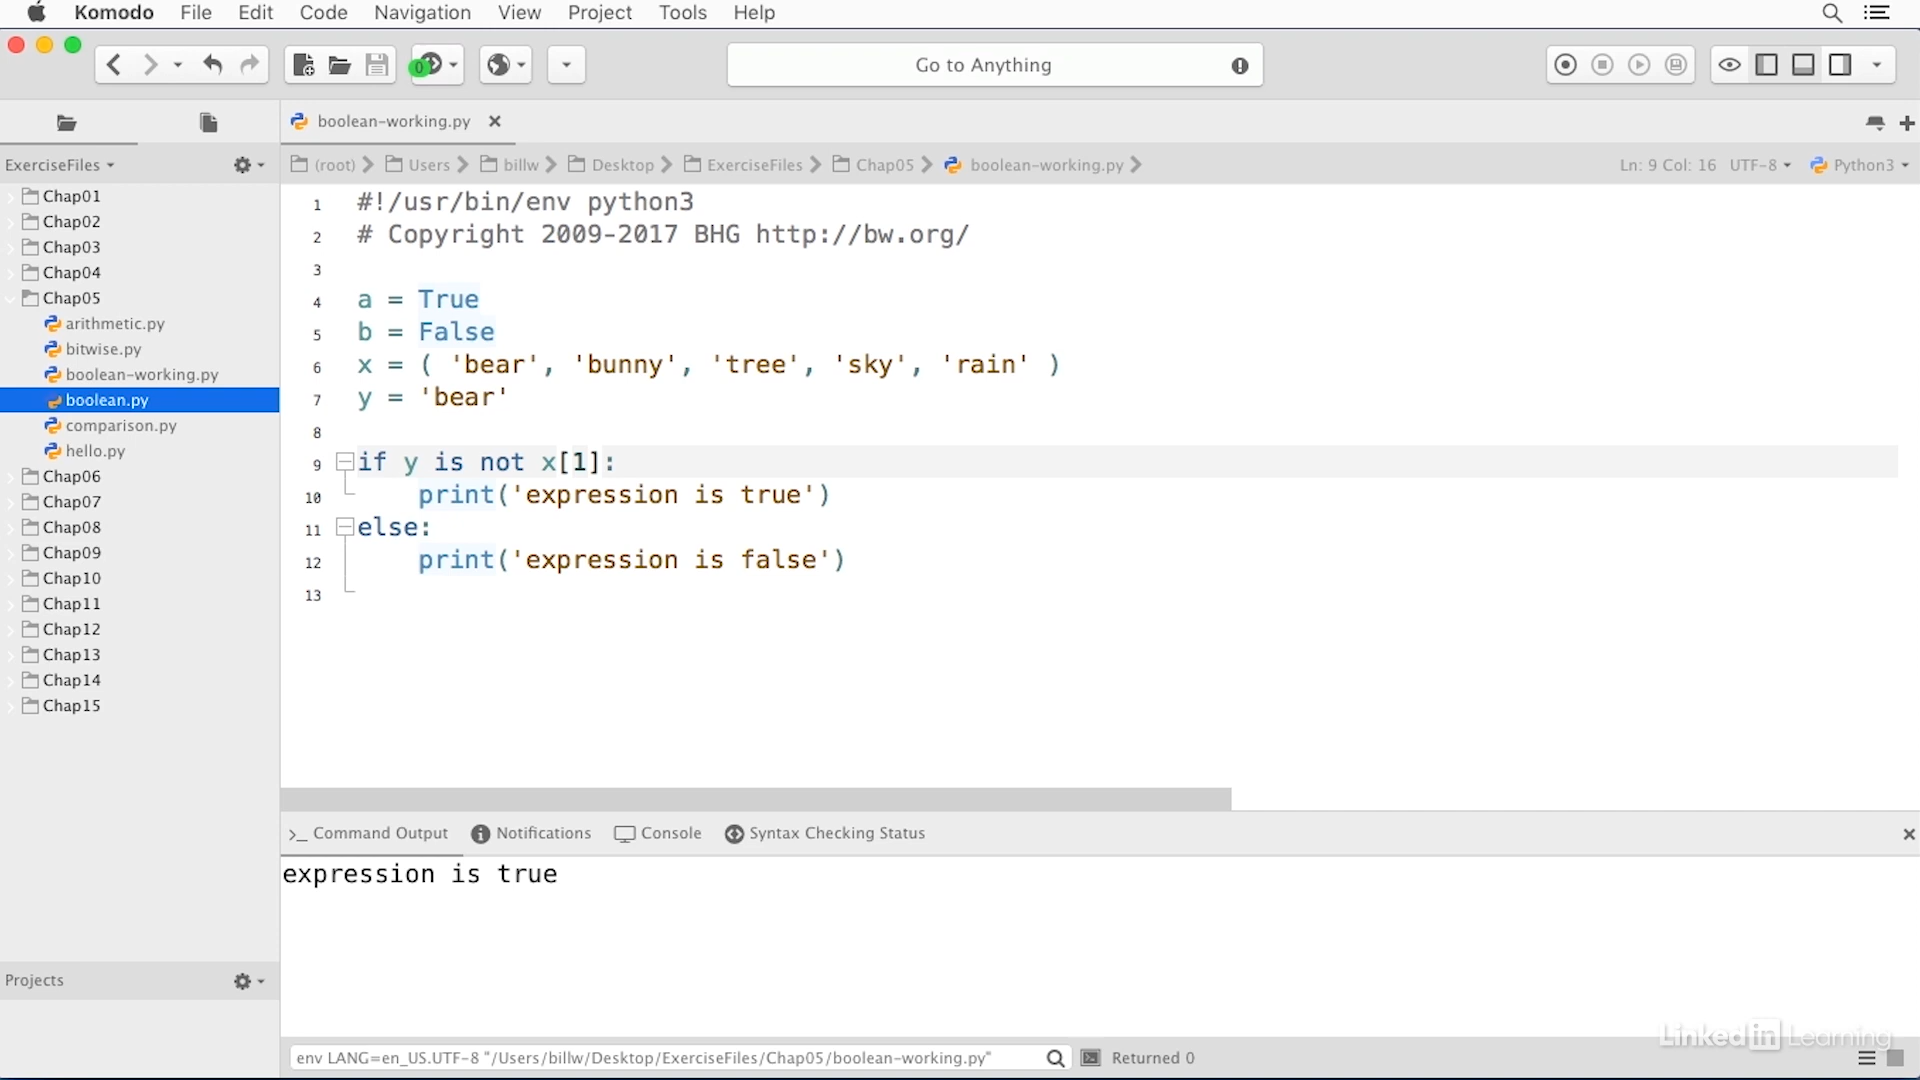 Komodo File Edit Code Navigation View Project Tools Help
Go to Anything
boolean-working.py
ExerciseFiles
(root) Users billw Desktop ExerciseFiles Chap05 boolean-working.py
Ln: 9 Col: 16 UTF-8 Python3
Chap01
Chap02
Chap03
Chap04
Chap05
arithmetic.py
bitwise.py
boolean-working.py
boolean.py
comparison.py
hello.py
Chap06
Chap07
Chap08
Chap09
Chap10
Chap11
Chap12
Chap13
Chap14
Chap15
Projects
1 #!/usr/bin/env python3
2 # Copyright 2009-2017 BHG http://bw.org/
3
4 a = True
5 b = False
6 x = ( 'bear', 'bunny', 'tree', 'sky', 'rain' )
7 y = 'bear'
8
9 if y is not x[1]:
10 print('expression is true')
11 else:
12 print('expression is false')
13
>_ Command Output Notifications Console Syntax Checking Status
expression is true
env LANG=en_US.UTF-8 "/Users/billw/Desktop/ExerciseFiles/Chap05/boolean-working.py"
Returned 0
Linked in Learning